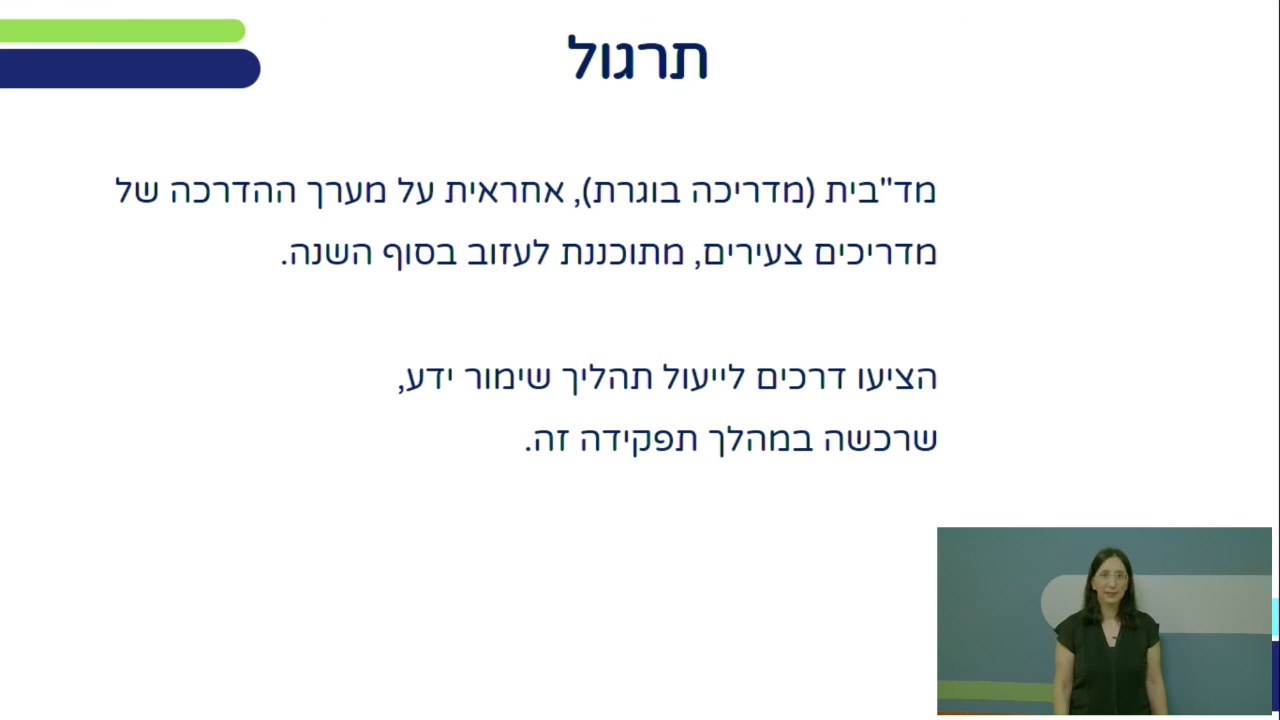 תרגול
מד"בית (מדריכה בוגרת), אחראית על מערך ההדרכה של
מדריכים צעירים, מתוכננת לעזוב בסוף השנה.
הציעו דרכים לייעול תהליך שימור ידע,
שרכשה במהלך תפקידה זה.